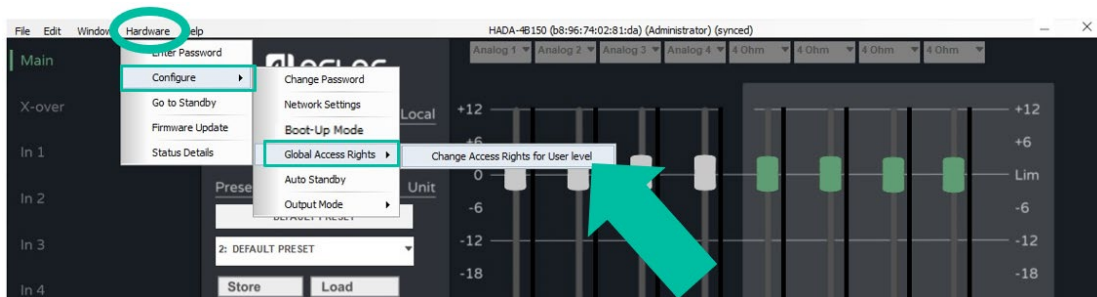 File Edit Window Hardware Help HADA-4B150 (b8:96:74:02:81:da) (Administrator) (synced)
Main
X-over
In 1
In 2
In 3
In 4
Enter Password
Configure
Go to Standby
Firmware Update
Status Details
Change Password
Network Settings
Boot-Up Mode
Global Access Rights
Auto Standby
Output Mode
Change Access Rights for User level
Local
Preset Unit
DEFAULT PRESET
2: DEFAULT PRESET
Store Load
Analog 1 Analog 2 Analog 3 Analog 4 4 Ohm 4 Ohm 4 Ohm 4 Ohm
+12 +12
+6 +6
0 Lim
-6 -6
-12 -12
-18 -18